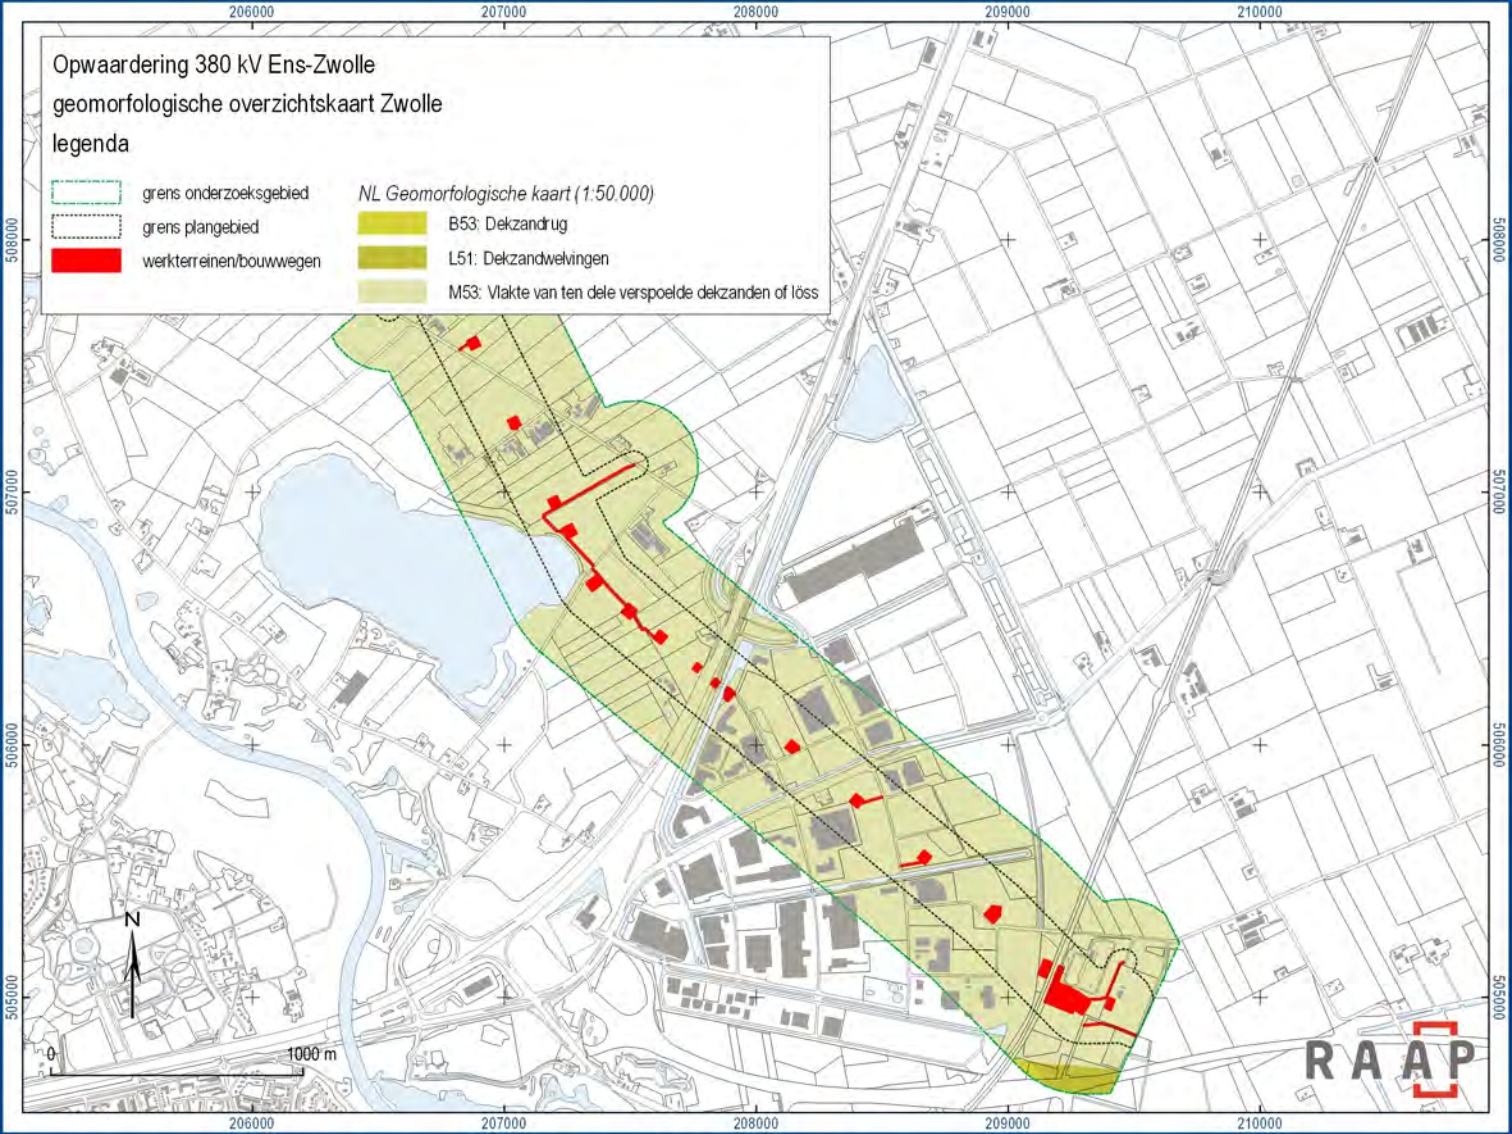 206000 207000 208000 209000 210000
Opwaardering 380 kV Ens-Zwolle
geomorfologische overzichtskaart Zwolle
legenda
grens onderzoeksgebied
grens plangebied
werkterreinen/bouwwegen
NL Geomorfologische kaart (1:50.000)
B53: Dekzandrug
L51: Dekzandwelvingen
M53: Vlakte van ten dele verspoelde dekzanden of löss
508000 508000
507000 507000
506000 506000
505000 505000
N
0 1000 m
RAAP
206000 207000 208000 209000 210000